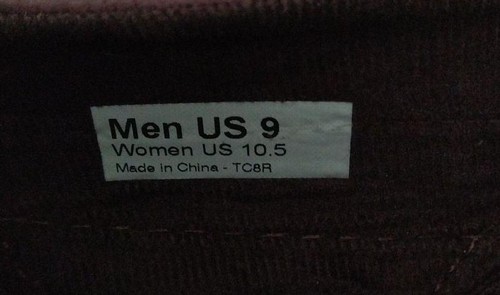 Men US 9
Women US 10.5
Made in China - TC8R